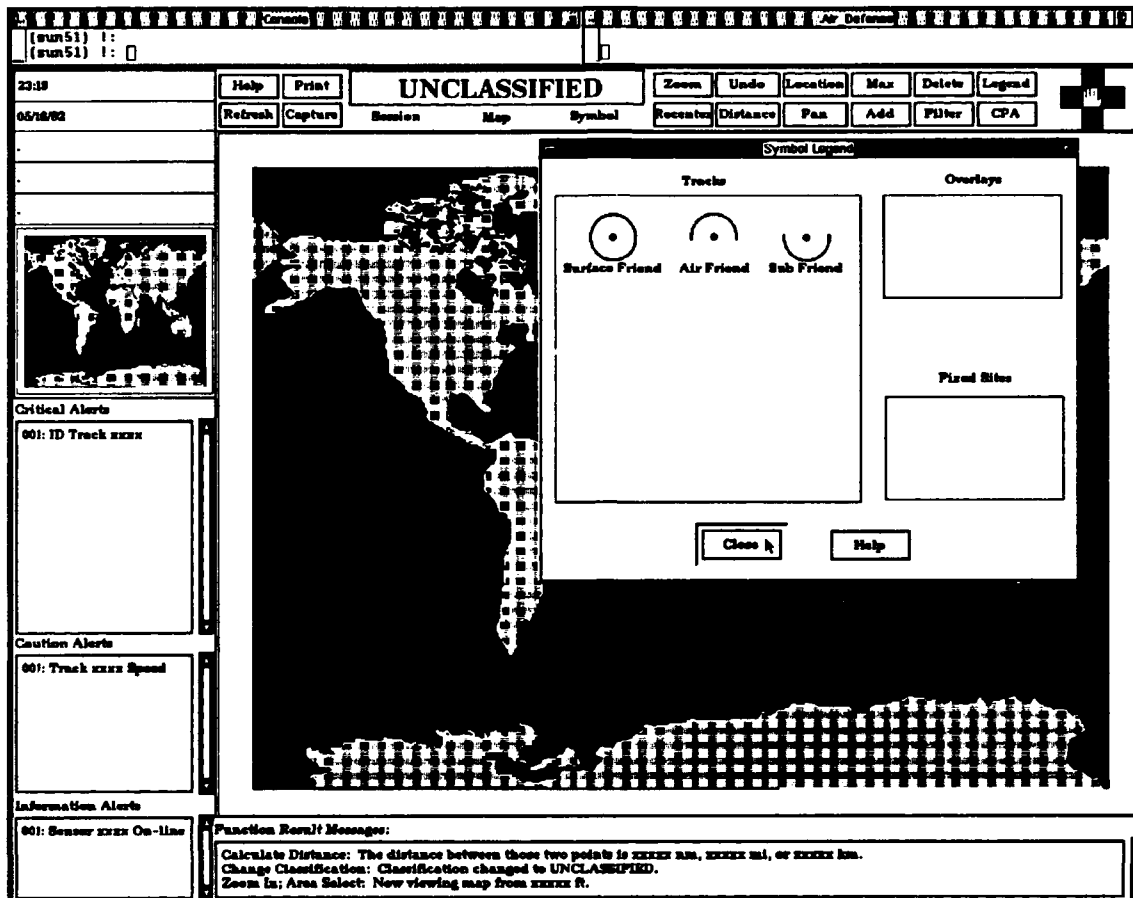 Console
Air Defense
(sun51) !:
(sun51) !:
23:19
05/18/92
Help Print
UNCLASSIFIED
Zoom Undo Location Max Delete Legend
Refresh Capture
Session Map Symbol
Recenter Distance Pan Add Filter CPA
-
-
-
Symbol Legend
Tracks
Overlays
Surface Friend Air Friend Sub Friend
Fixed Sites
Close Help
Critical Alerts
001: ID Track xxxx
Caution Alerts
001: Track xxxx Speed
Information Alerts
001: Sensor xxxx On-line
Function Result Messages:
Calculate Distance: The distance between those two points is xxxxx nm, xxxxx mi, or xxxxx km.
Change Classification: Classification changed to UNCLASSIFIED.
Zoom In; Area Select: New viewing map from xxxxx ft.